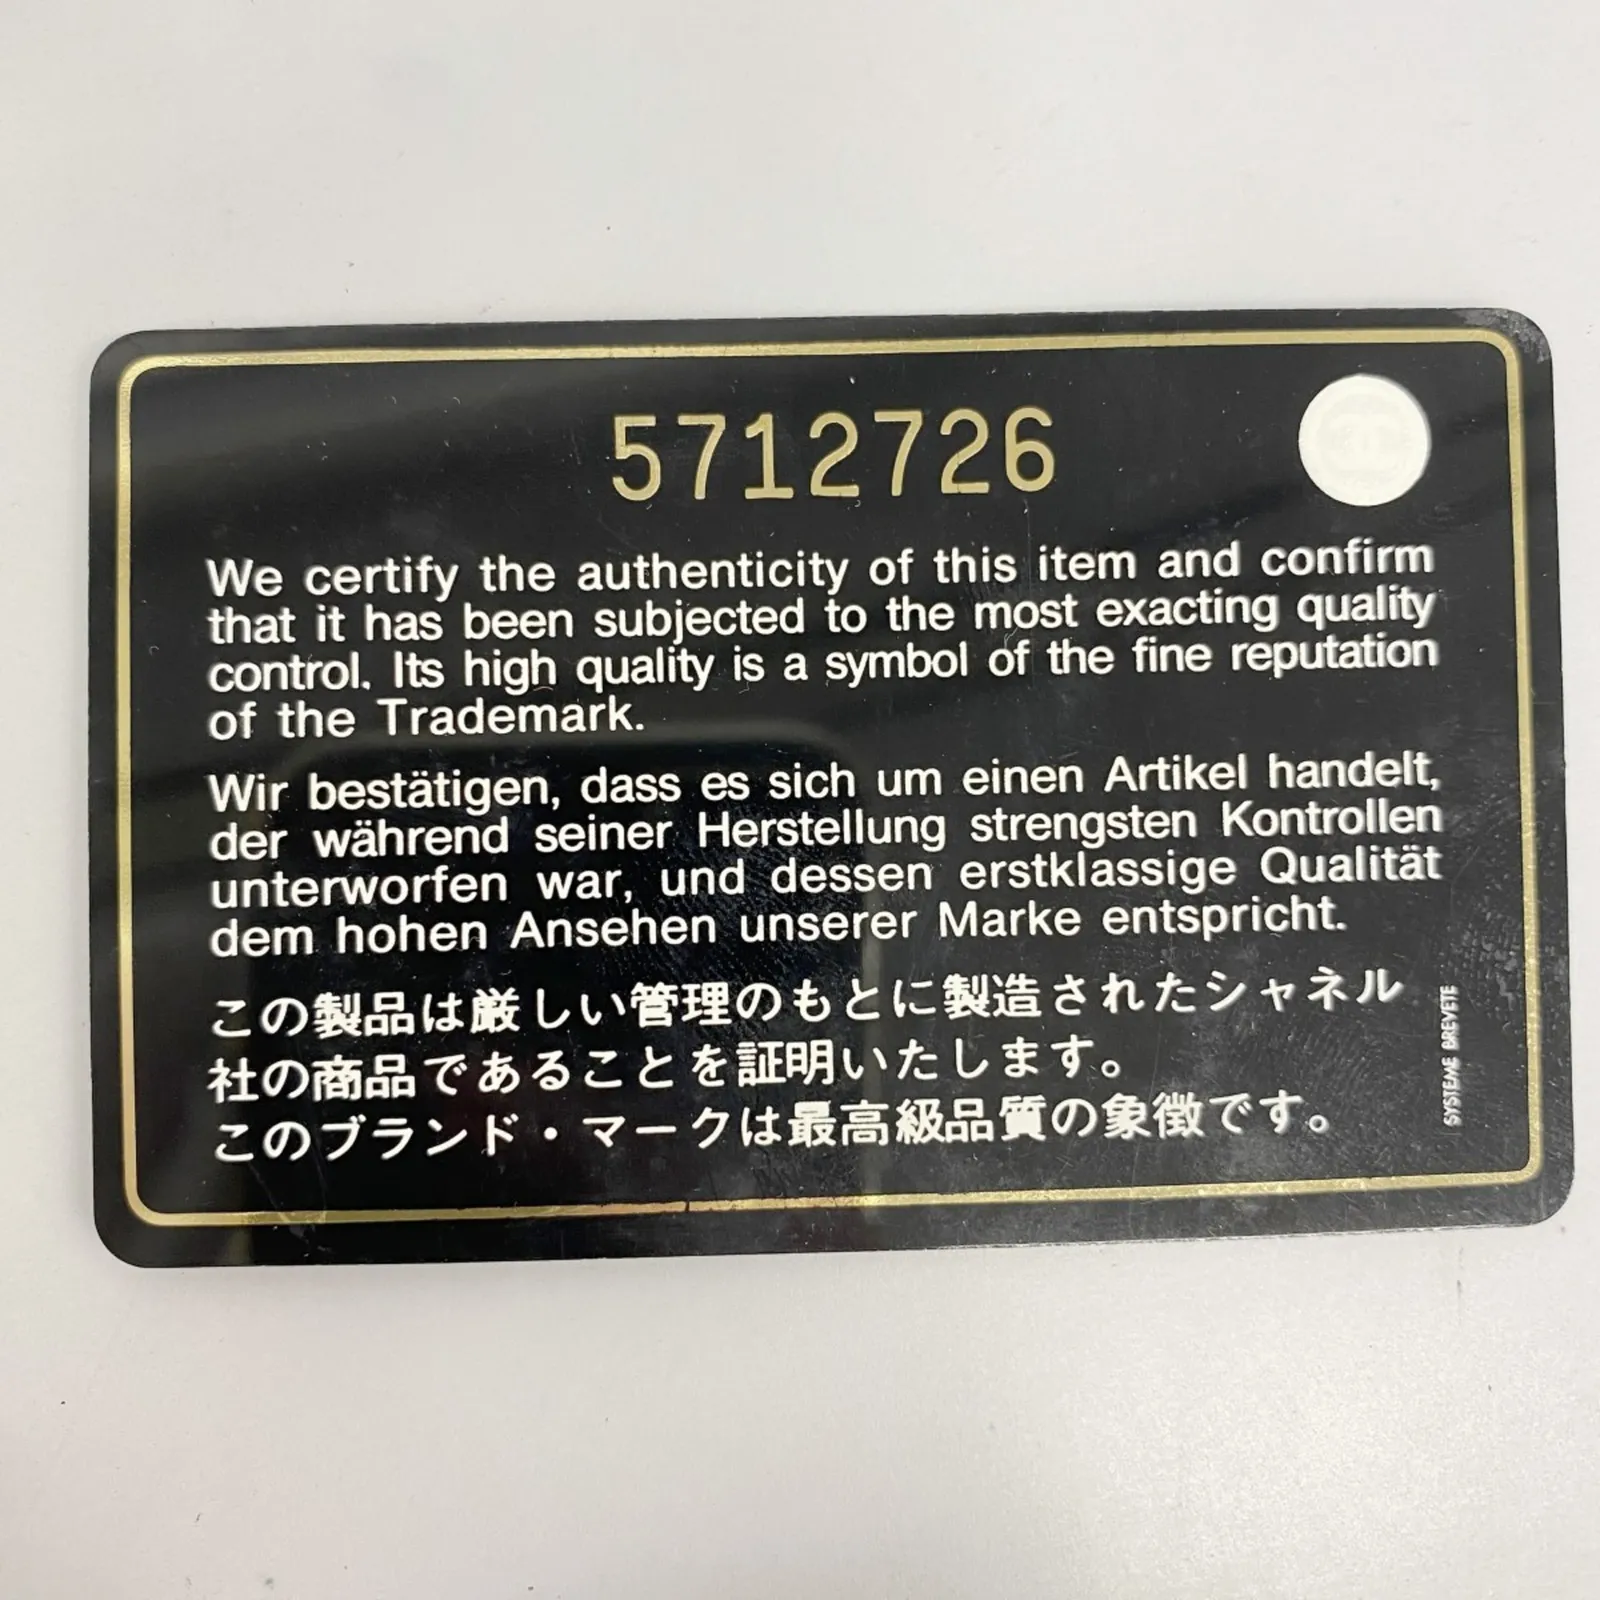 5712726
We certify the authenticity of this item and confirm
that it has been subjected to the most exacting quality
control. Its high quality is a symbol of the fine reputation
of the Trademark.
Wir bestätigen, dass es sich um einen Artikel handelt,
der während seiner Herstellung strengsten Kontrollen
unterworfen war, und dessen erstklassige Qualität
dem hohen Ansehen unserer Marke entspricht.
この製品は厳しい管理のもとに製造されたシャネル
社の商品であることを証明いたします。
このブランド・マークは最高級品質の象徴です。
SYSTEME BREVETE